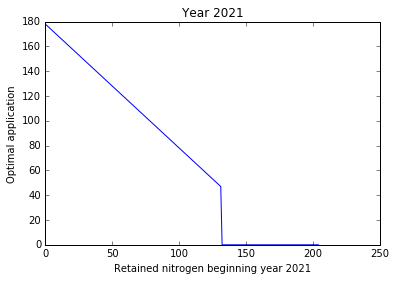 Year 2021
180
160
140
120
100
80
60
40
20
0
Optimal application
0 50 100 150 200 250
Retained nitrogen beginning year 2021